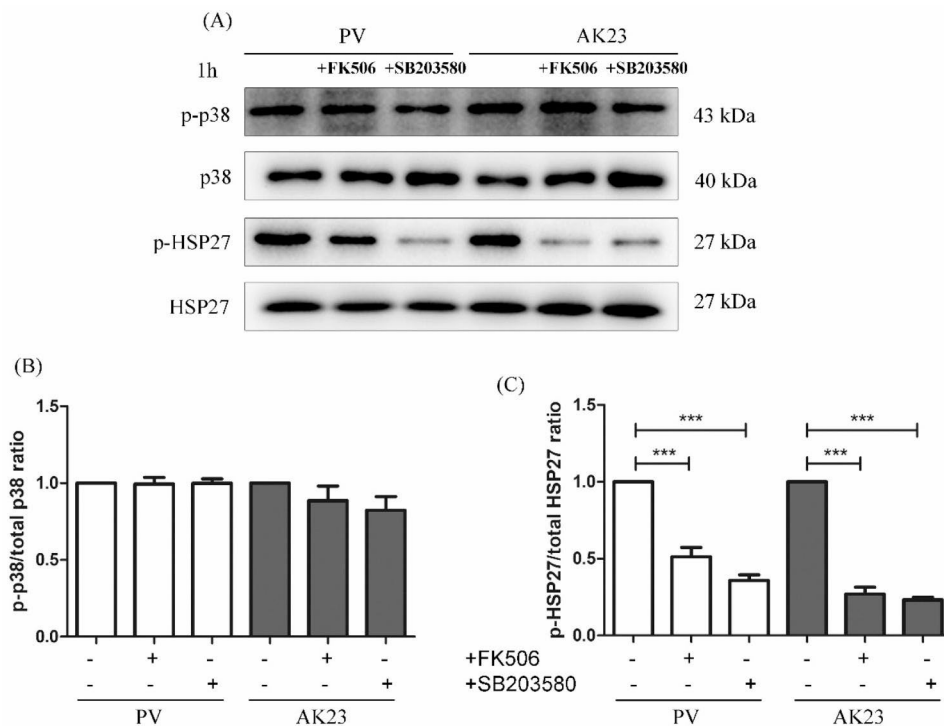 (A)
PV AK23
1h +FK506 +SB203580 +FK506 +SB203580
p-p38 43 kDa
p38 40 kDa
p-HSP27 27 kDa
HSP27 27 kDa
(B)
p-p38/total p38 ratio
1.5
1.0
0.5
0.0
- + - - + -
- - + - - +
PV AK23
(C)
p-HSP27/total HSP27 ratio
1.5
1.0
0.5
0.0
*** ***
*** ***
+FK506 - + - - + -
+SB203580 - - + - - +
PV AK23